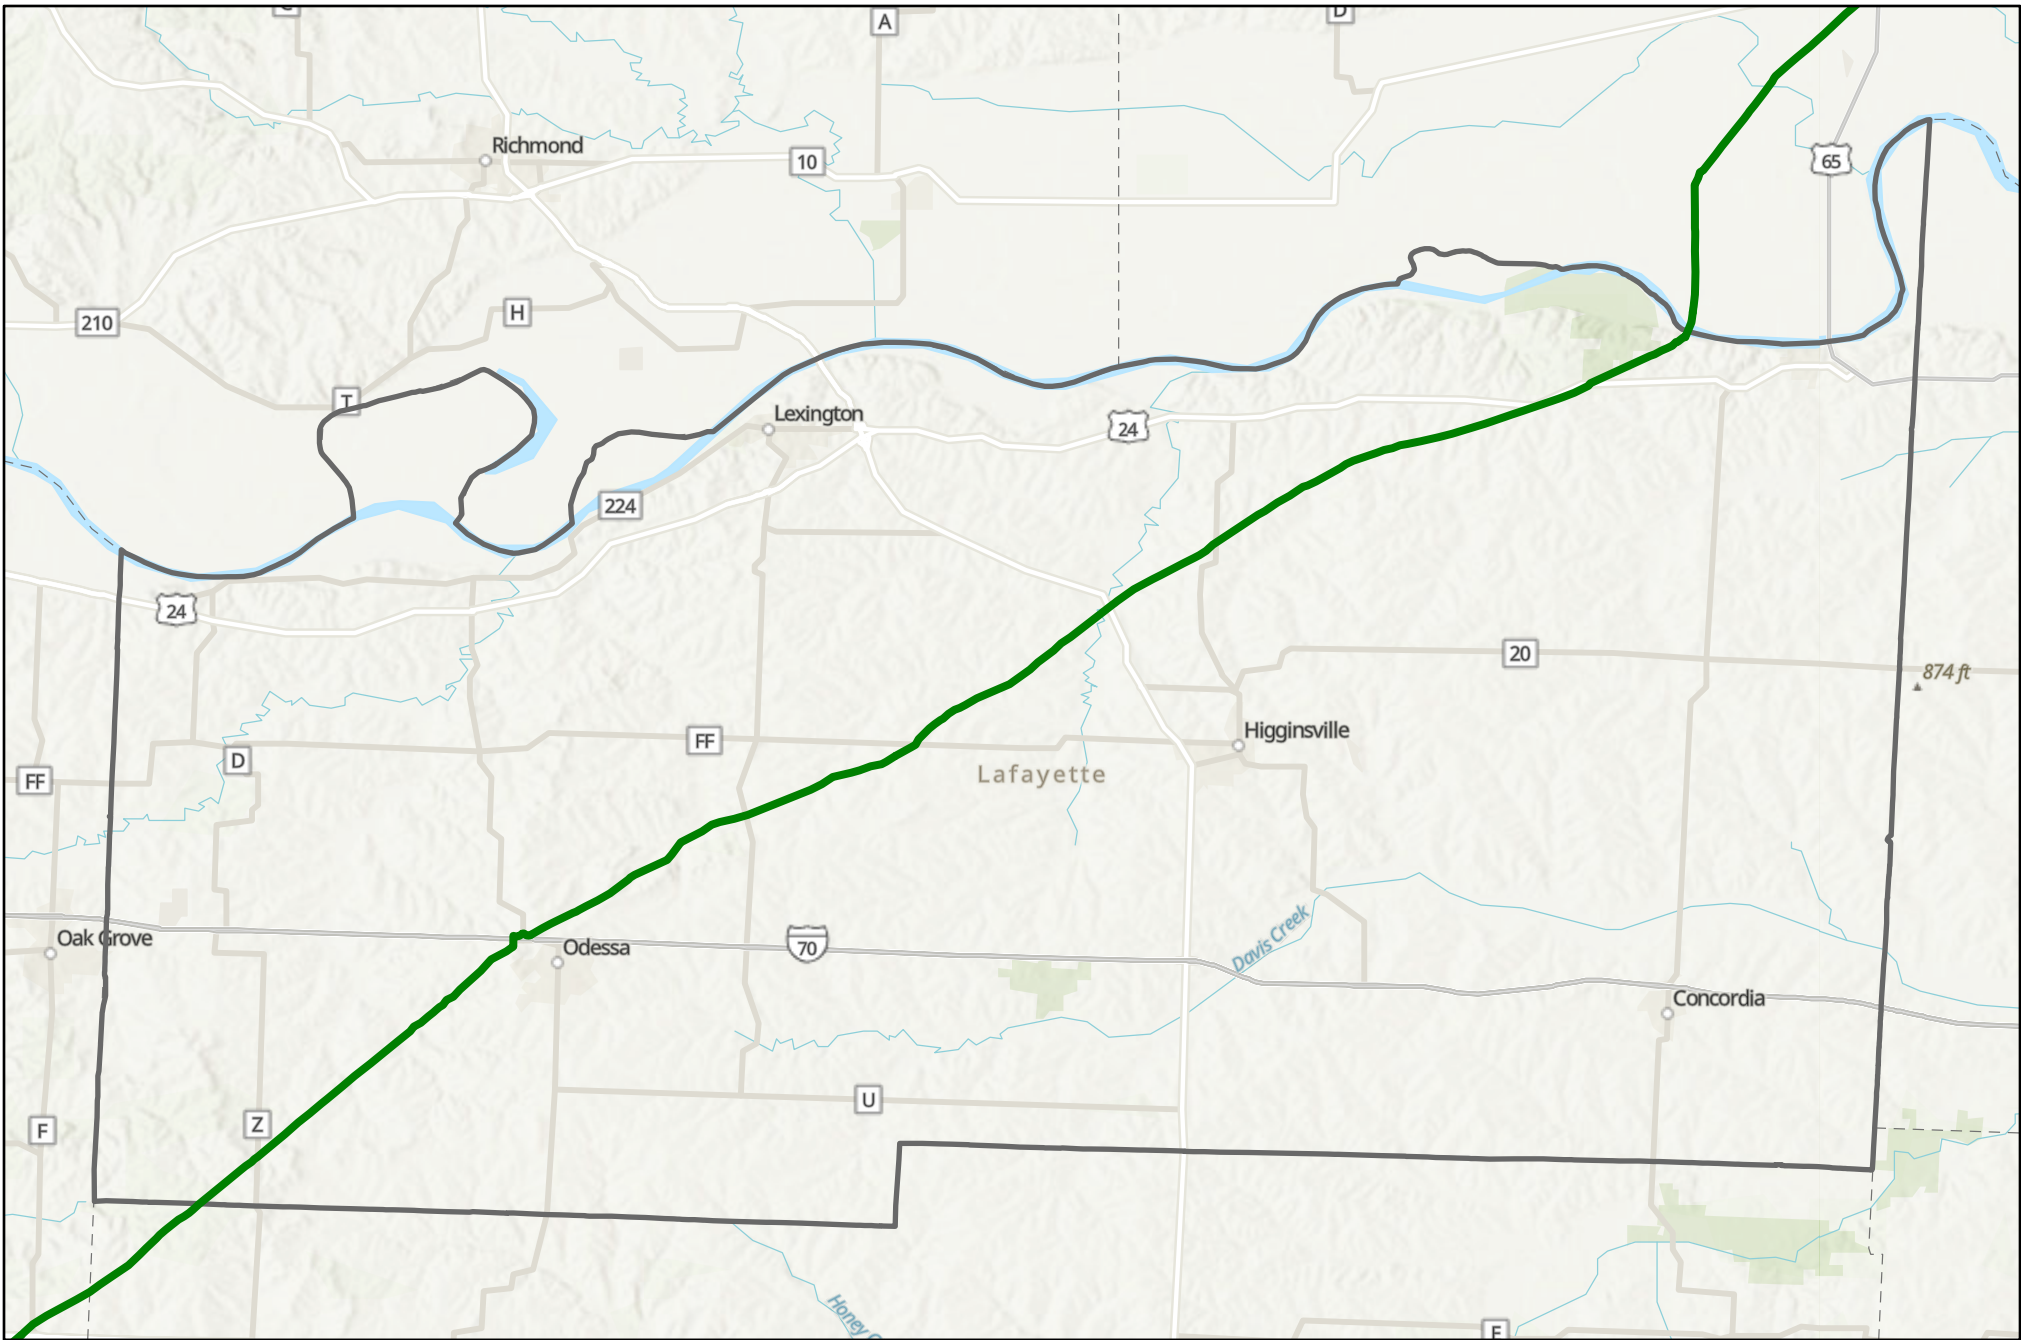 A
D
Richmond
10
65
H
210
T
Lexington
24
224
24
20
874 ft
FF
Higginsville
D
Lafayette
FF
Oak Grove
Odessa
70
Davis Creek
Concordia
U
Z
F
Honey